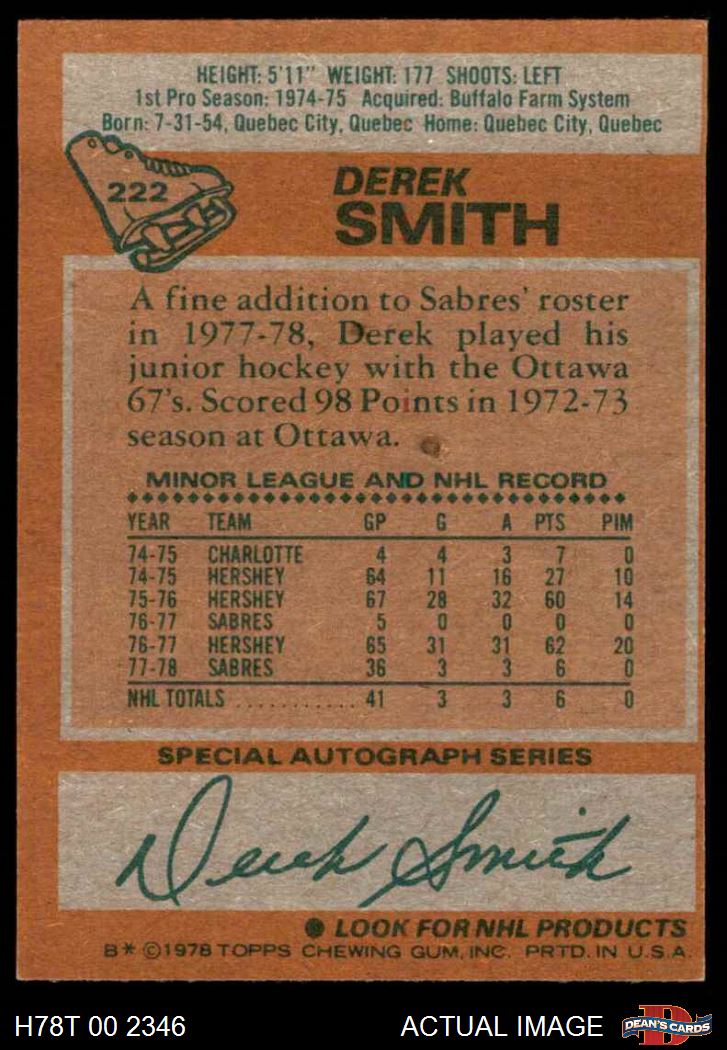 HEIGHT: 5'11" WEIGHT: 177 SHOOTS: LEFT
1st Pro Season: 1974-75 Acquired: Buffalo Farm System
Born: 7-31-54, Quebec City, Quebec Home: Quebec City, Quebec
222
DEREK
SMITH
A fine addition to Sabres' roster
in 1977-78, Derek played his
junior hockey with the Ottawa
67's. Scored 98 Points in 1972-73
season at Ottawa.
MINOR LEAGUE AND NHL RECORD
YEAR TEAM GP G A PTS PIM
74-75 CHARLOTTE 4 4 3 7 0
74-75 HERSHEY 64 11 16 27 10
75-76 HERSHEY 67 28 32 60 14
76-77 SABRES 5 0 0 0 0
76-77 HERSHEY 65 31 31 62 20
77-78 SABRES 36 3 3 6 0
NHL TOTALS ........... 41 3 3 6 0
SPECIAL AUTOGRAPH SERIES
Derek Smith
● LOOK FOR NHL PRODUCTS
B* ©1978 TOPPS CHEWING GUM, INC. PRTD. IN U.S.A.
H78T 00 2346 ACTUAL IMAGE D DEAN'S CARDS